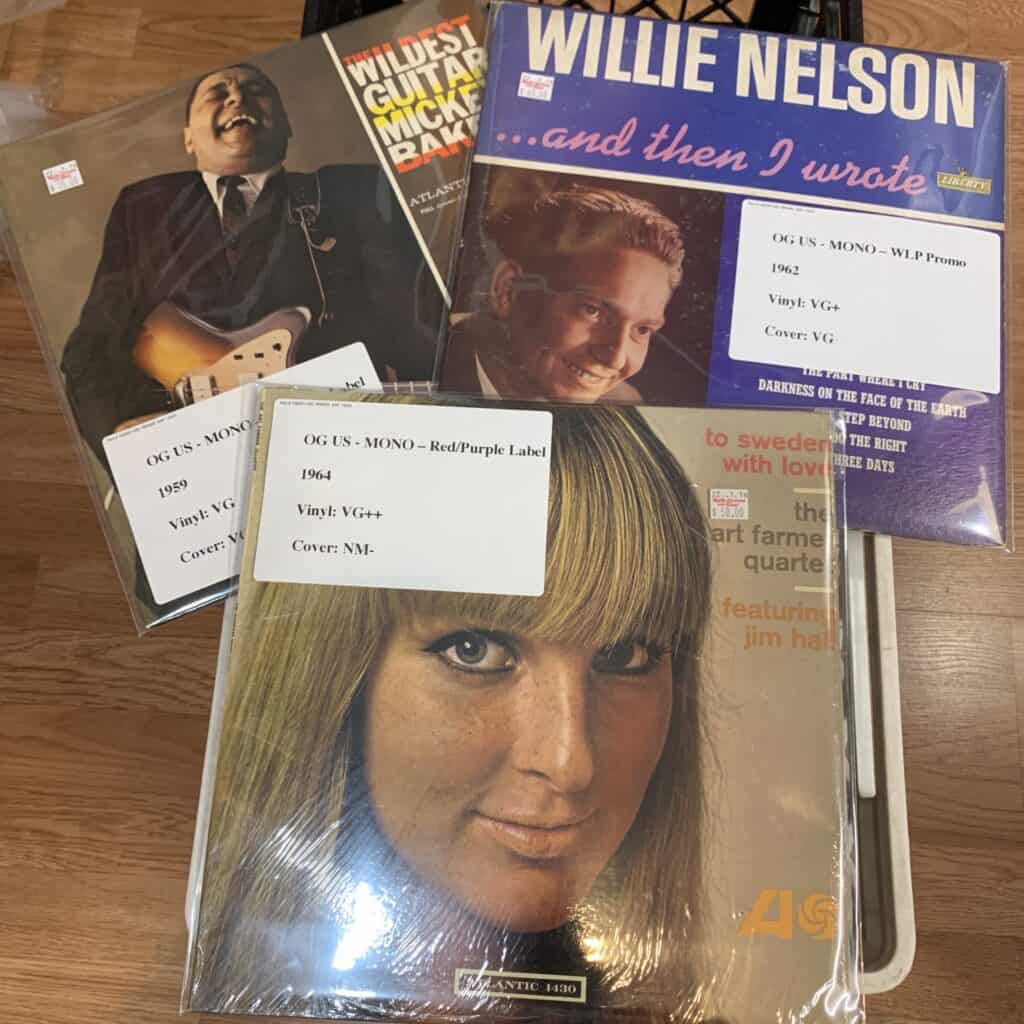 THE
WILDEST
GUITAR
MICKEY
BAKE
ATLANTIC
OG US - MONO
Label
1959
Vinyl: VG
Cover:
WILLIE NELSON
...and then I wrote
LIBERTY
OG US - MONO – WLP Promo
1962
Vinyl: VG+
Cover: VG
THE PART WHERE I CRY
DARKNESS ON THE FACE OF THE EARTH
STEP BEYOND
THE RIGHT
THREE DAYS
OG US - MONO – Red/Purple Label
1964
Vinyl: VG++
Cover: NM-
to sweden
with love
the
art farmer
quartet
featuring
jim hall
ATLANTIC 1430